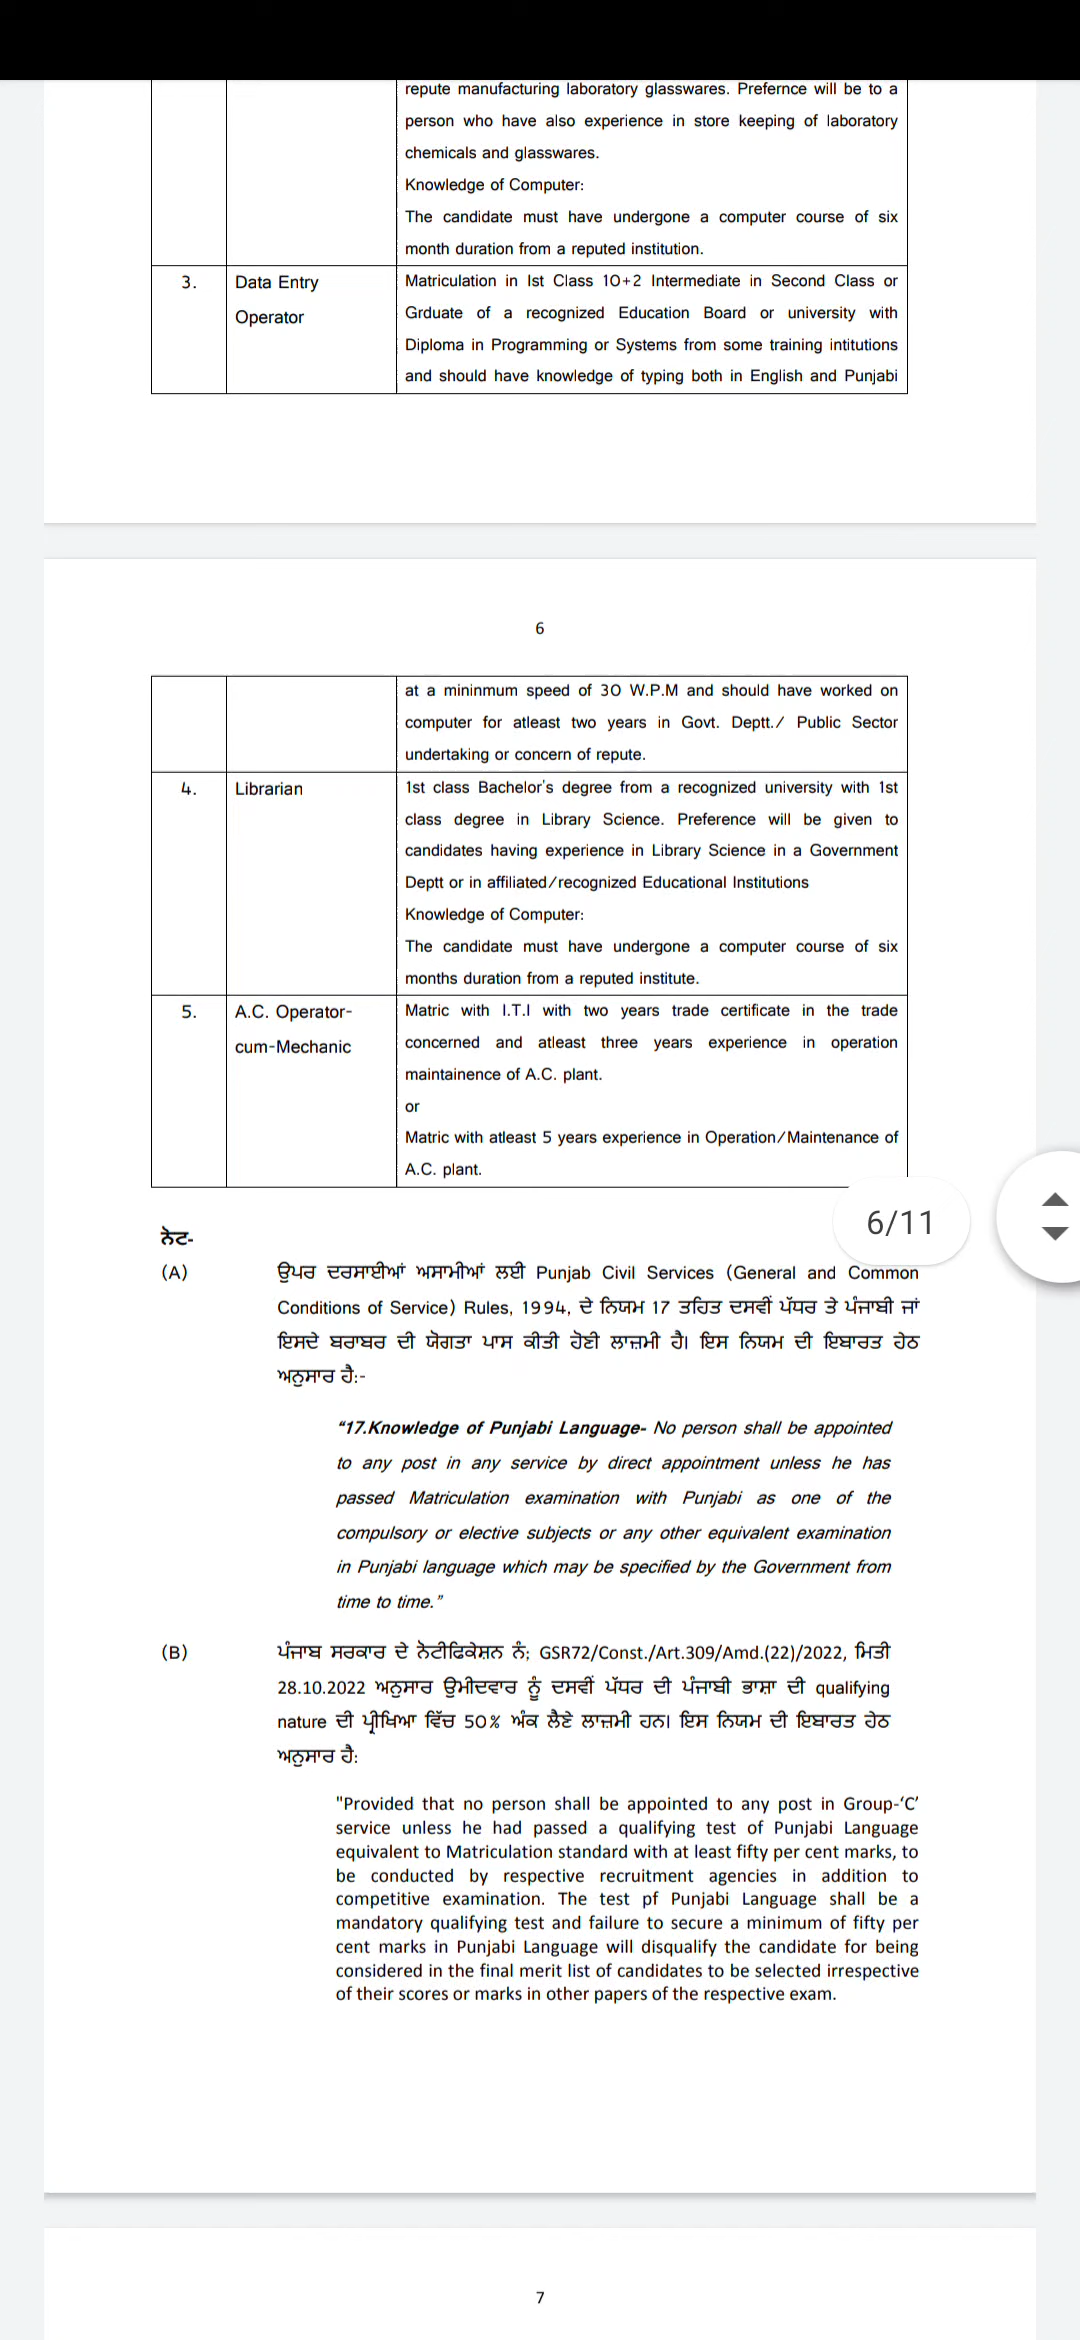 repute manufacturing laboratory glasswares. Prefernce will be to a
person who have also experience in store keeping of laboratory
chemicals and glasswares.
Knowledge of Computer:
The candidate must have undergone a computer course of six
month duration from a reputed institution.
3. Data Entry Operator
Matriculation in Ist Class 10+2 Intermediate in Second Class or
Grduate of a recognized Education Board or university with
Diploma in Programming or Systems from some training intitutions
and should have knowledge of typing both in English and Punjabi
6
at a mininmum speed of 30 W.P.M and should have worked on
computer for atleast two years in Govt. Deptt./ Public Sector
undertaking or concern of repute.
4. Librarian
1st class Bachelor's degree from a recognized university with 1st
class degree in Library Science. Preference will be given to
candidates having experience in Library Science in a Government
Deptt or in affiliated/recognized Educational Institutions
Knowledge of Computer:
The candidate must have undergone a computer course of six
months duration from a reputed institute.
5. A.C. Operator-
cum-Mechanic
Matric with I.T.I with two years trade certificate in the trade
concerned and atleast three years experience in operation
maintainence of A.C. plant.
or
Matric with atleast 5 years experience in Operation/Maintenance of
A.C. plant.
6/11
ਨੋਟ-
(A) ਉਪਰ ਦਰਸਾਈਆਂ ਅਸਾਮੀਆਂ ਲਈ Punjab Civil Services (General and Common
Conditions of Service) Rules, 1994, ਦੇ ਨਿਯਮ 17 ਤਹਿਤ ਦਸਵੀਂ ਪੱਧਰ ਤੇ ਪੰਜਾਬੀ ਜਾਂ
ਇਸਦੇ ਬਰਾਬਰ ਦੀ ਯੋਗਤਾ ਪਾਸ ਕੀਤੀ ਹੋਣੀ ਲਾਜ਼ਮੀ ਹੈ। ਇਸ ਨਿਯਮ ਦੀ ਇਬਾਰਤ ਹੇਠ
ਅਨੁਸਾਰ ਹੈ:-
“17.Knowledge of Punjabi Language- No person shall be appointed
to any post in any service by direct appointment unless he has
passed Matriculation examination with Punjabi as one of the
compulsory or elective subjects or any other equivalent examination
in Punjabi language which may be specified by the Government from
time to time.”
(B) ਪੰਜਾਬ ਸਰਕਾਰ ਦੇ ਨੋਟੀਫਿਕੇਸ਼ਨ ਨੰ; GSR72/Const./Art.309/Amd.(22)/2022, ਮਿਤੀ
28.10.2022 ਅਨੁਸਾਰ ਉਮੀਦਵਾਰ ਨੂੰ ਦਸਵੀਂ ਪੱਧਰ ਦੀ ਪੰਜਾਬੀ ਭਾਸ਼ਾ ਦੀ qualifying
nature ਦੀ ਪ੍ਰੀਖਿਆ ਵਿੱਚ 50% ਅੰਕ ਲੈਣੇ ਲਾਜ਼ਮੀ ਹਨ। ਇਸ ਨਿਯਮ ਦੀ ਇਬਾਰਤ ਹੇਠ
ਅਨੁਸਾਰ ਹੈ:
"Provided that no person shall be appointed to any post in Group-‘C’
service unless he had passed a qualifying test of Punjabi Language
equivalent to Matriculation standard with at least fifty per cent marks, to
be conducted by respective recruitment agencies in addition to
competitive examination. The test pf Punjabi Language shall be a
mandatory qualifying test and failure to secure a minimum of fifty per
cent marks in Punjabi Language will disqualify the candidate for being
considered in the final merit list of candidates to be selected irrespective
of their scores or marks in other papers of the respective exam.
7